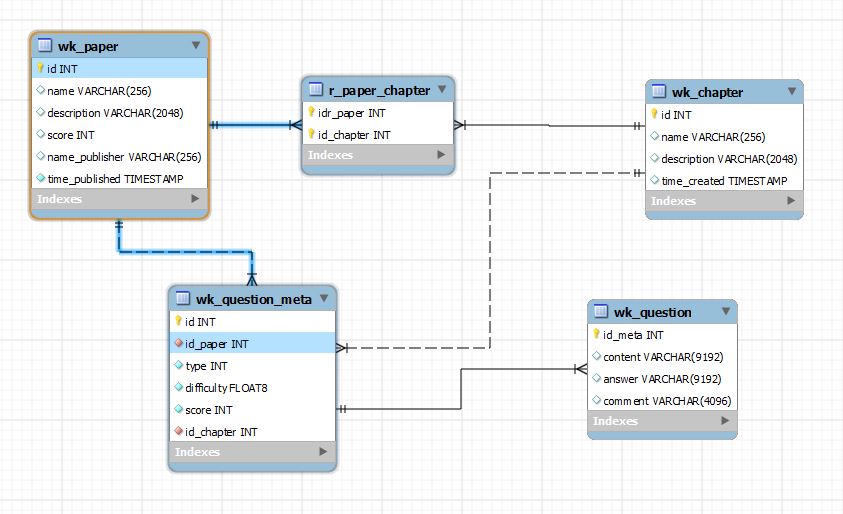 wk_paper
id INT
name VARCHAR(256)
description VARCHAR(2048)
score INT
name_publisher VARCHAR(256)
time_published TIMESTAMP
Indexes
r_paper_chapter
idr_paper INT
id_chapter INT
Indexes
wk_chapter
id INT
name VARCHAR(256)
description VARCHAR(2048)
time_created TIMESTAMP
Indexes
wk_question_meta
id INT
id_paper INT
type INT
difficulty FLOAT8
score INT
id_chapter INT
Indexes
wk_question
id_meta INT
content VARCHAR(9192)
answer VARCHAR(9192)
comment VARCHAR(4096)
Indexes